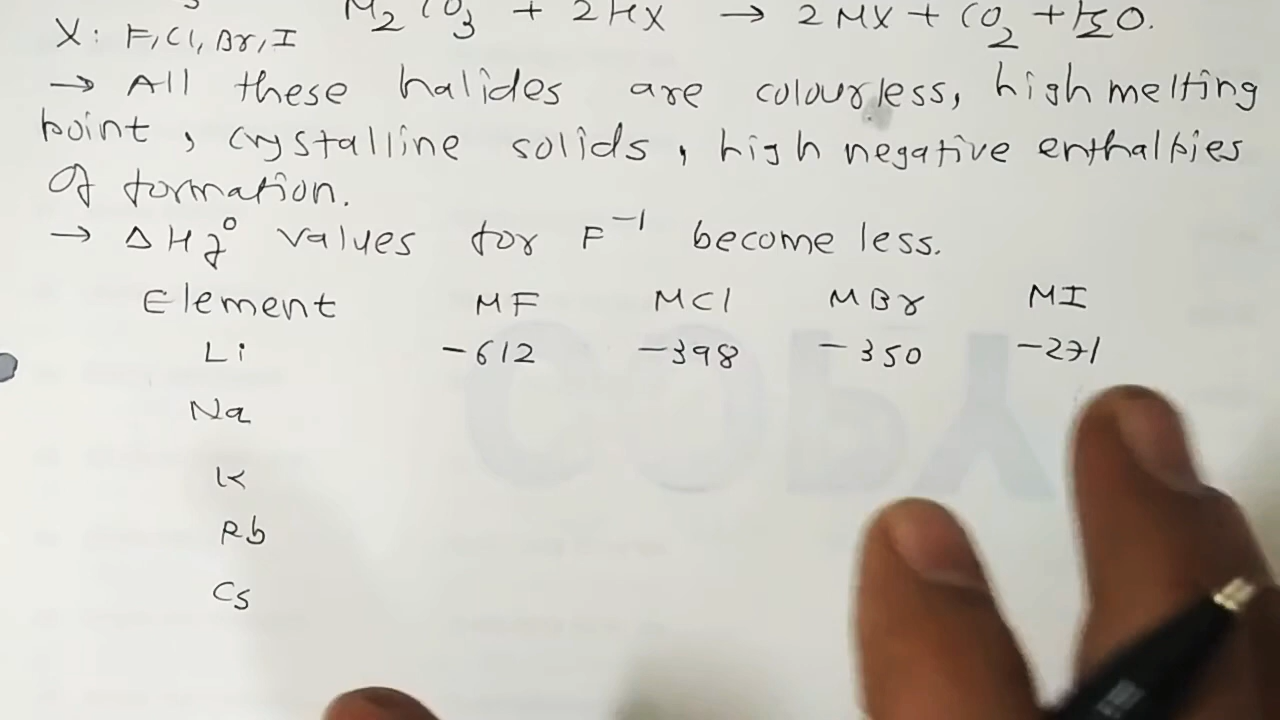 M2CO3 + 2HX → 2MX + CO2 + H2O.
X: F, Cl, Br, I
→ All these halides are colourless, high melting
point, crystalline solids, high negative enthalpies
of formation.
→ ΔHf° values for F⁻¹ become less.
Element MF MCl MBr MI
Li -612 -398 -350 -271
Na
K
Rb
Cs